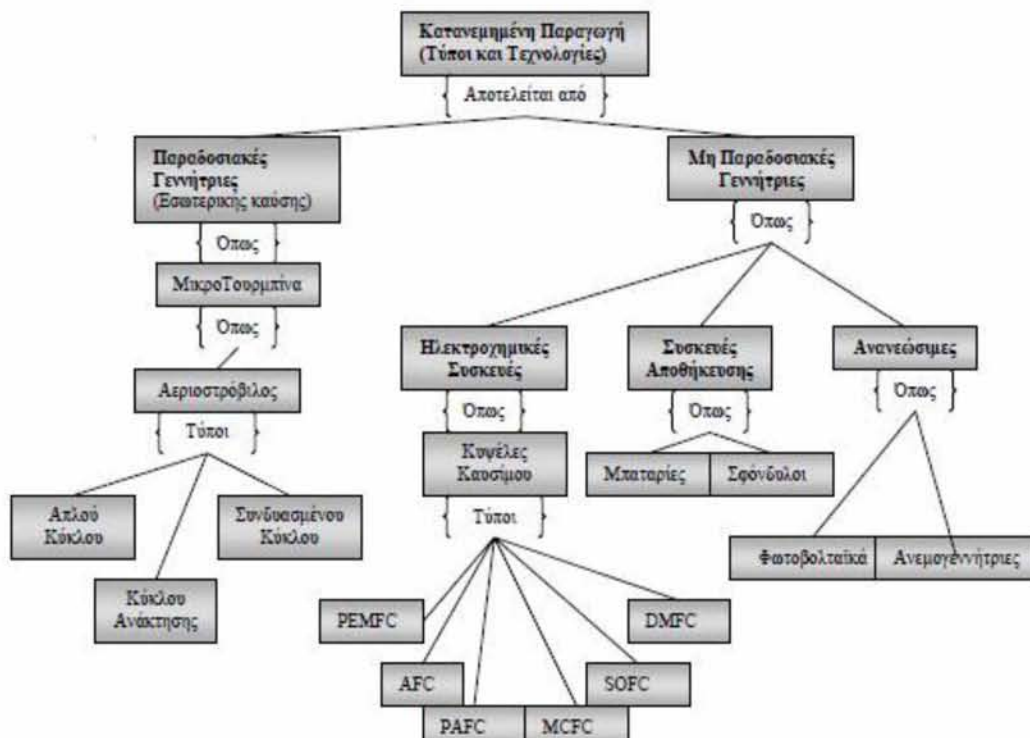 Κατανεμημένη Παραγωγή
(Τύποι και Τεχνολογίες)
Αποτελείται από
Παραδοσιακές
Γεννήτριες
(Εσωτερικής καύσης)
Όπως
ΜικροΤουρμπίνα
Όπως
Αεριοστρόβιλος
Τύποι
Απλού
Κύκλου
Κύκλου
Ανάκτησης
Συνδυασμένου
Κύκλου
Μη Παραδοσιακές
Γεννήτριες
Όπως
Ηλεκτροχημικές
Συσκευές
Όπως
Κυψέλες
Καυσίμου
Τύποι
PEMFC
AFC
PAFC
MCFC
SOFC
DMFC
Συσκευές
Αποθήκευσης
Όπως
Μπαταρίες
Σφόνδυλοι
Ανανεώσιμες
Όπως
Φωτοβολταϊκά
Ανεμογεννήτριες